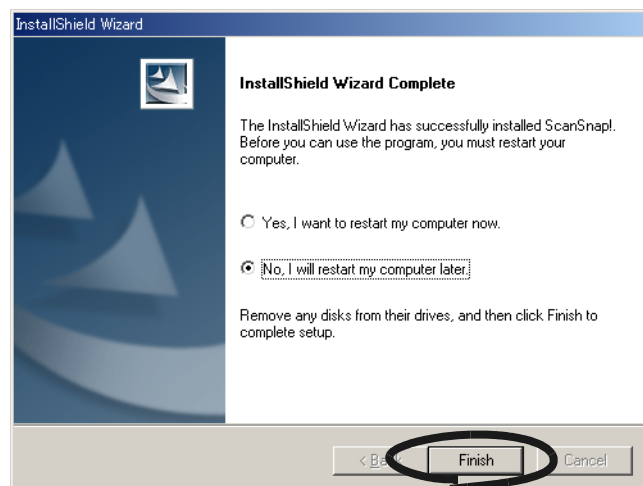 InstallShield Wizard
InstallShield Wizard Complete
The InstallShield Wizard has successfully installed ScanSnap!.
Before you can use the program, you must restart your
computer.
Yes, I want to restart my computer now.
No, I will restart my computer later.
Remove any disks from their drives, and then click Finish to
complete setup.
Finish
Cancel